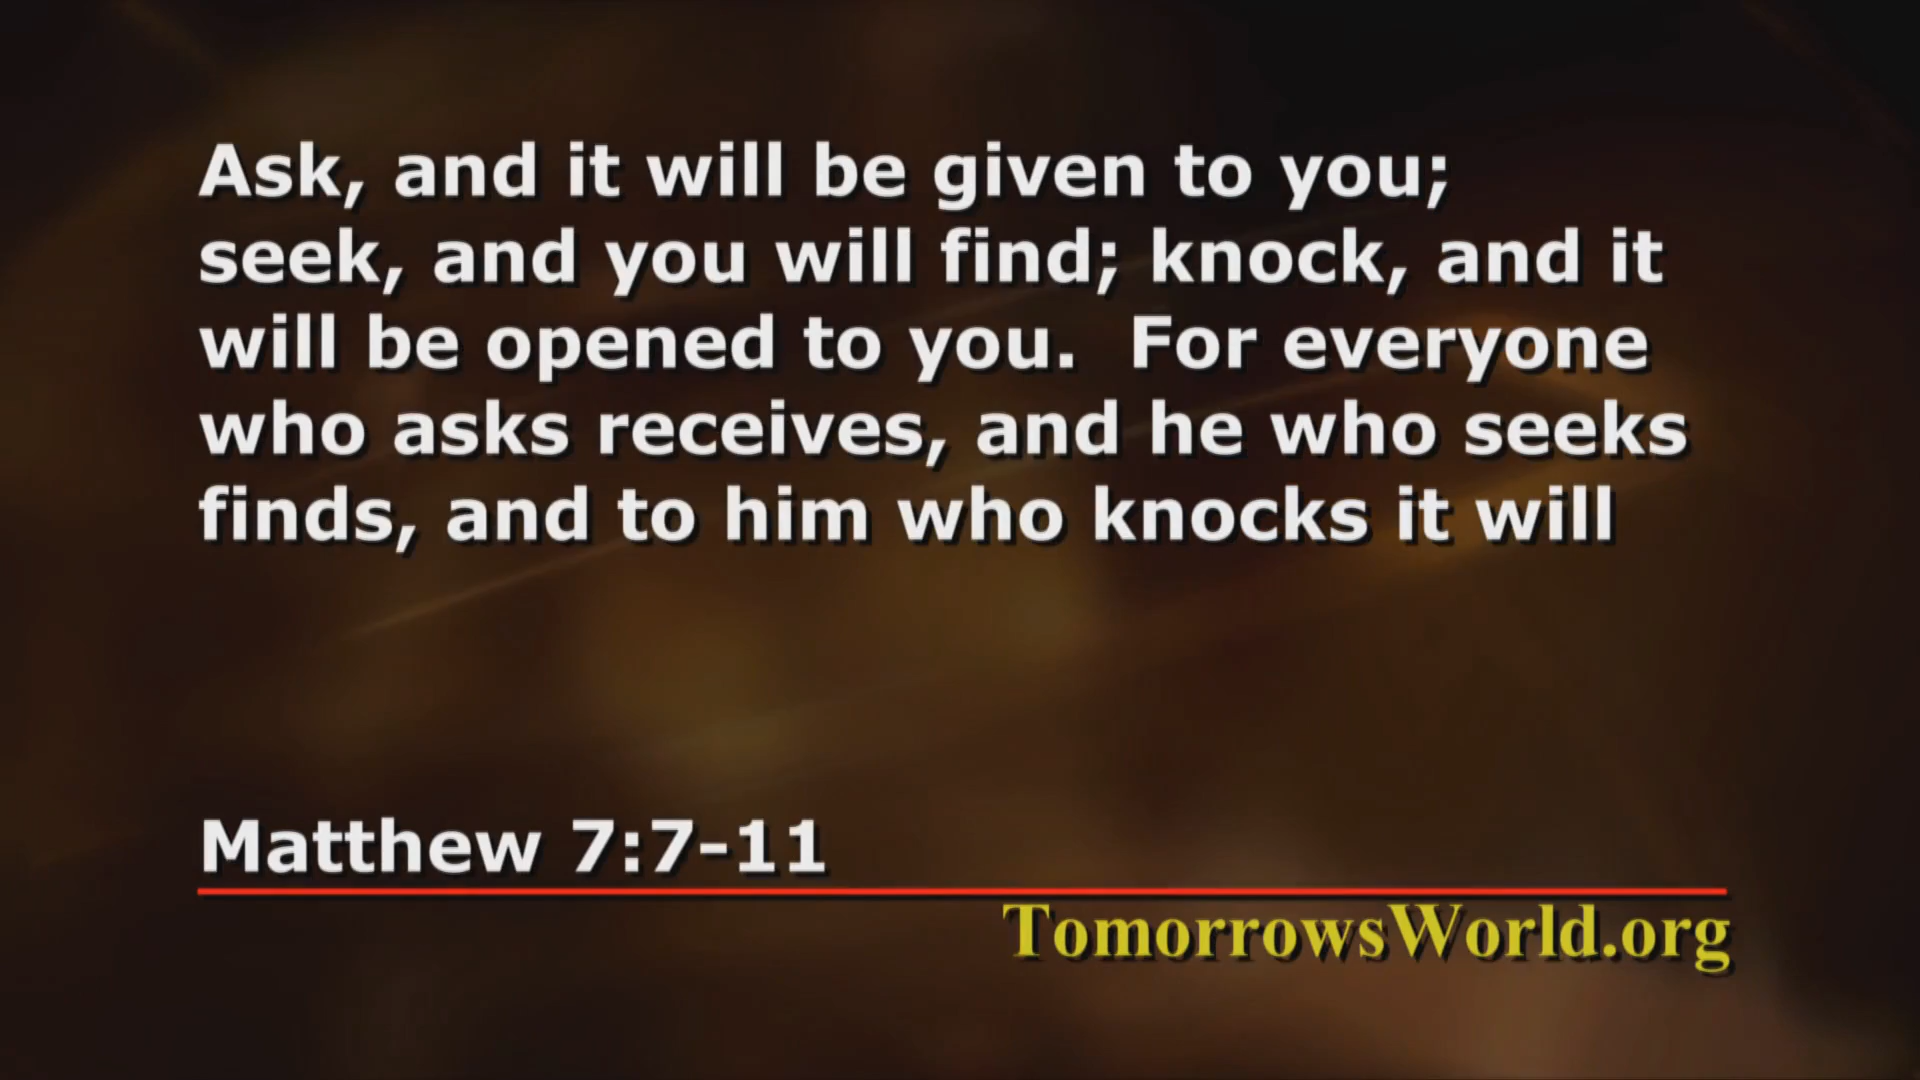 Ask, and it will be given to you;
seek, and you will find; knock, and it
will be opened to you.  For everyone
who asks receives, and he who seeks
finds, and to him who knocks it will
Matthew 7:7-11
TomorrowsWorld.org